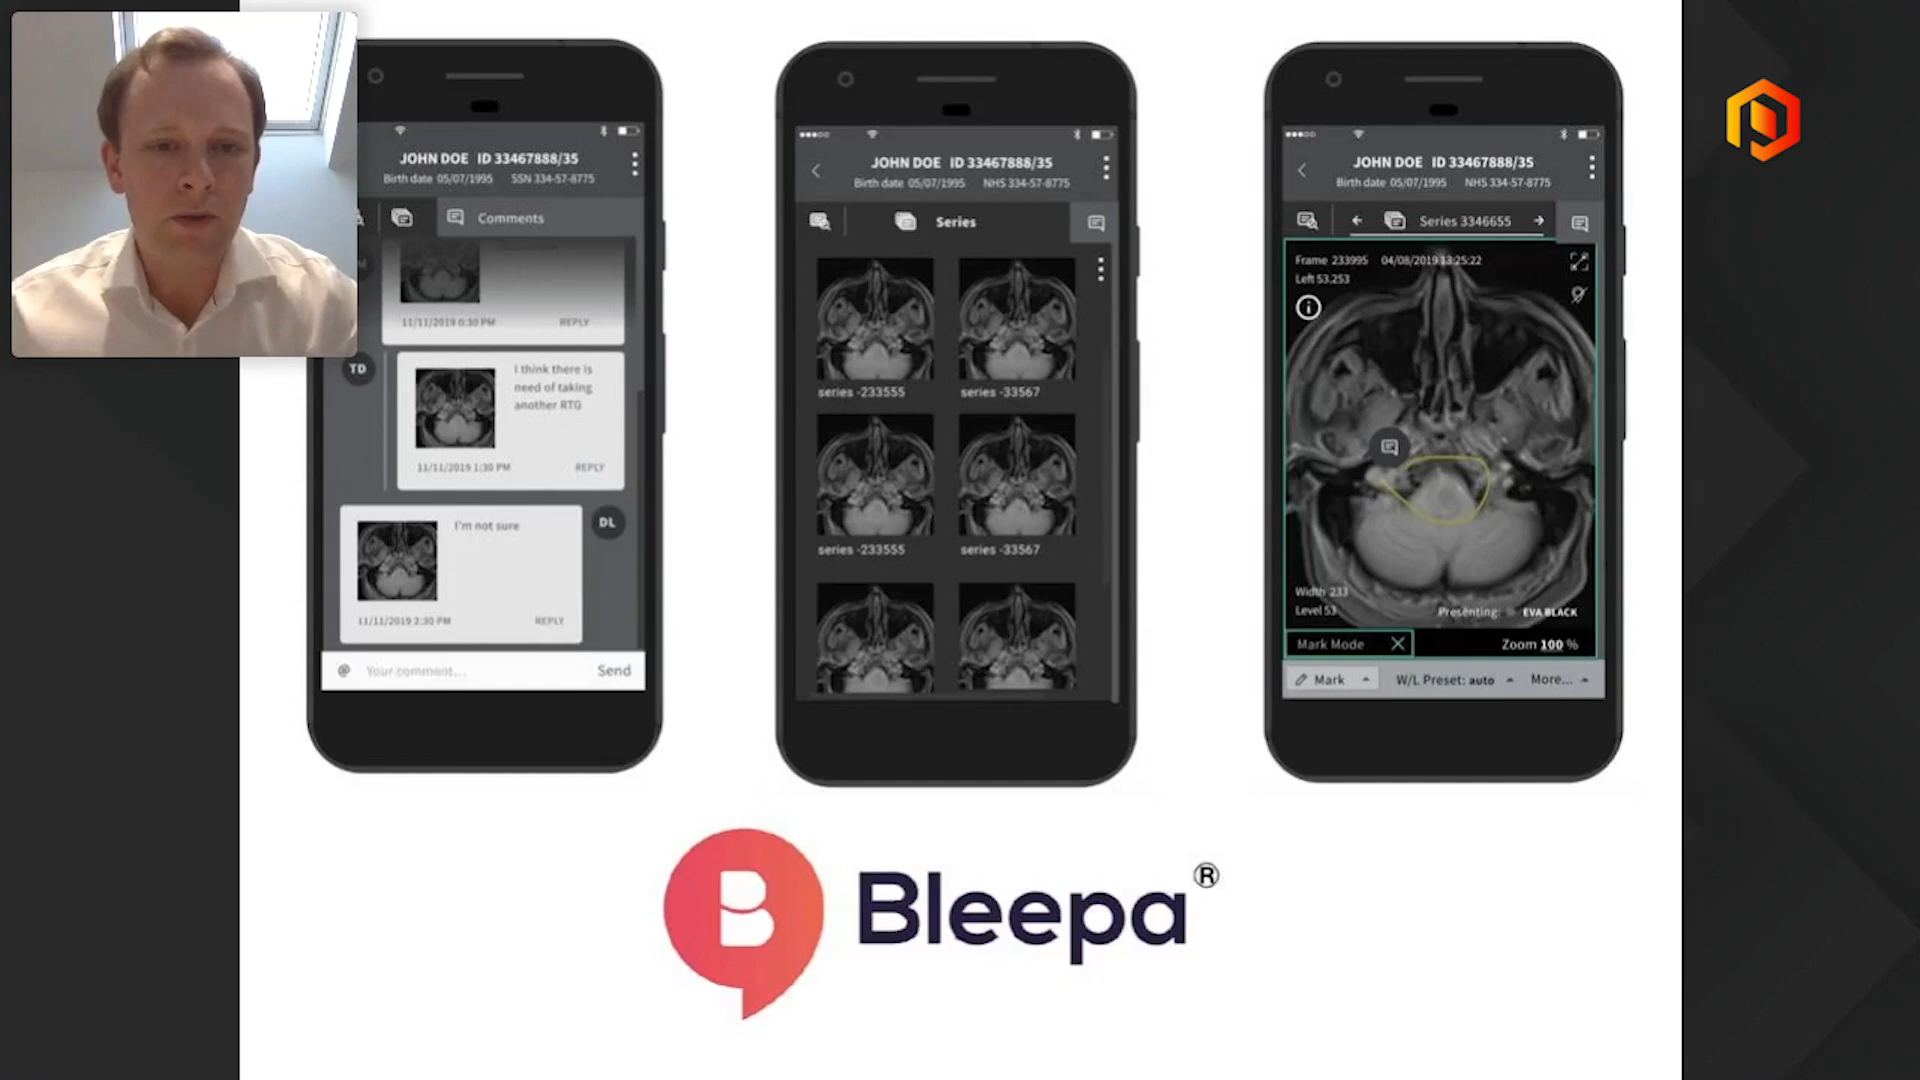 JOHN DOE ID 33467888/35
Birth date 05/07/1995 SSN 334-57-8775
Comments
11/11/2019 0:30 PM REPLY
TD
I think there is
need of taking
another RTG
11/11/2019 1:30 PM REPLY
I'm not sure
DL
11/11/2019 2:30 PM REPLY
Your comment...
Send
JOHN DOE ID 33467888/35
Birth date 05/07/1995 NHS 334-57-8775
Series
series -233555
series -33567
series -233555
series -33567
JOHN DOE ID 33467888/35
Birth date 05/07/1995 NHS 334-57-8775
Series 3346655
Frame 233995 04/08/2019 13:25:22
Left 53.253
Width 233
Level 53
Presenting: EVA BLACK
Mark Mode
Zoom 100 %
Mark
W/L Preset: auto
More...
B
Bleepa®